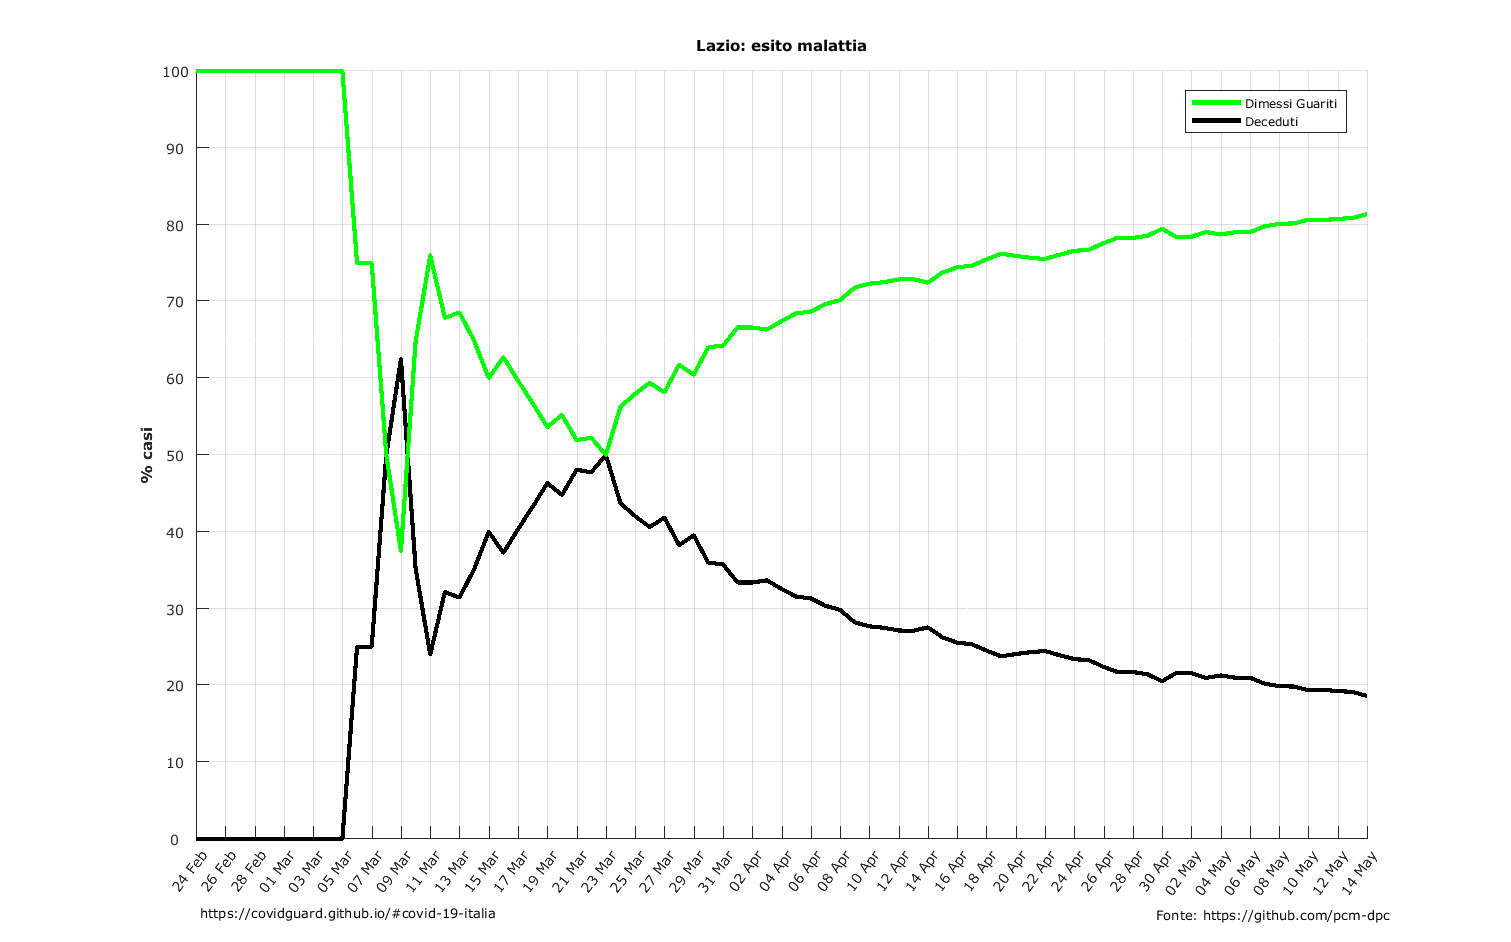 Lazio: esito malattia
Dimessi Guariti
Deceduti
% casi
100
90
80
70
60
50
40
30
20
10
0
24 Feb
26 Feb
28 Feb
01 Mar
03 Mar
05 Mar
07 Mar
09 Mar
11 Mar
13 Mar
15 Mar
17 Mar
19 Mar
21 Mar
23 Mar
25 Mar
27 Mar
29 Mar
31 Mar
02 Apr
04 Apr
06 Apr
08 Apr
10 Apr
12 Apr
14 Apr
16 Apr
18 Apr
20 Apr
22 Apr
24 Apr
26 Apr
28 Apr
30 Apr
02 May
04 May
06 May
08 May
10 May
12 May
14 May
https://covidguard.github.io/#covid-19-italia
Fonte: https://github.com/pcm-dpc